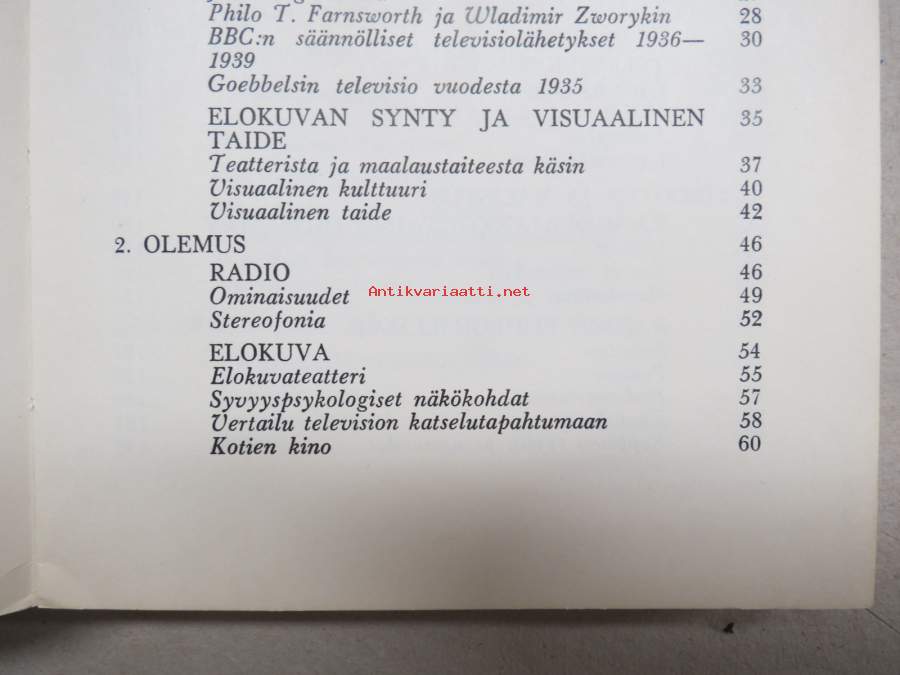 Philo T. Farnsworth ja Wladimir Zworykin 28
BBC:n säännölliset televisiolähetykset 1936— 30
1939
Goebbelsin televisio vuodesta 1935 33
ELOKUVAN SYNTY JA VISUAALINEN 35
TAIDE
Teatterista ja maalaustaiteesta käsin 37
Visuaalinen kulttuuri 40
Visuaalinen taide 42
2. OLEMUS 46
RADIO 46
Ominaisuudet Antikvariaatti.net 49
Stereofonia 52
ELOKUVA 54
Elokuvateatteri 55
Syvyyspsykologiset näkökohdat 57
Vertailu television katselutapahtumaan 58
Kotien kino 60